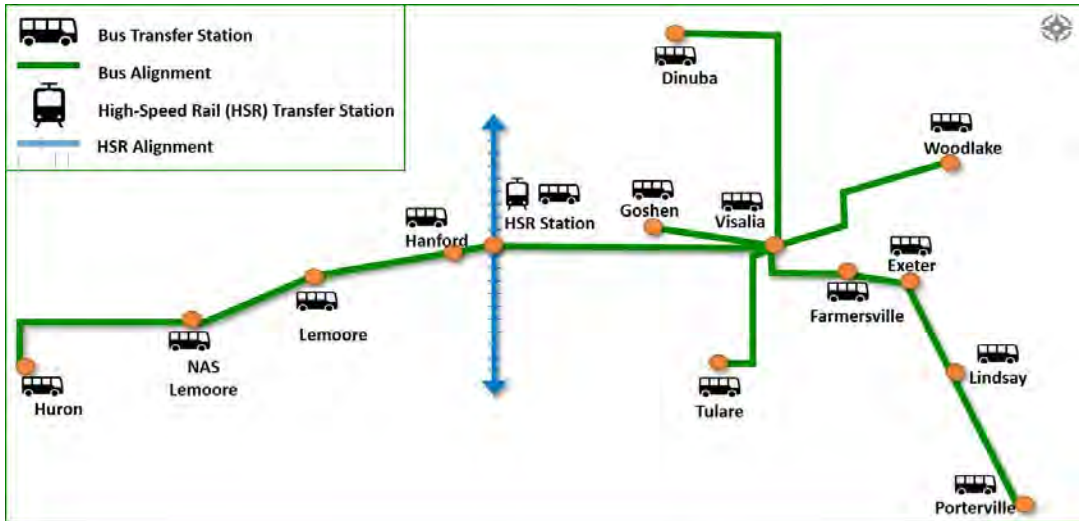 Bus Transfer Station
Bus Alignment
High-Speed Rail (HSR) Transfer Station
HSR Alignment
Dinuba
Woodlake
HSR Station
Goshen
Visalia
Hanford
Exeter
Farmersville
Lemoore
NAS
Lemoore
Huron
Lindsay
Tulare
Porterville